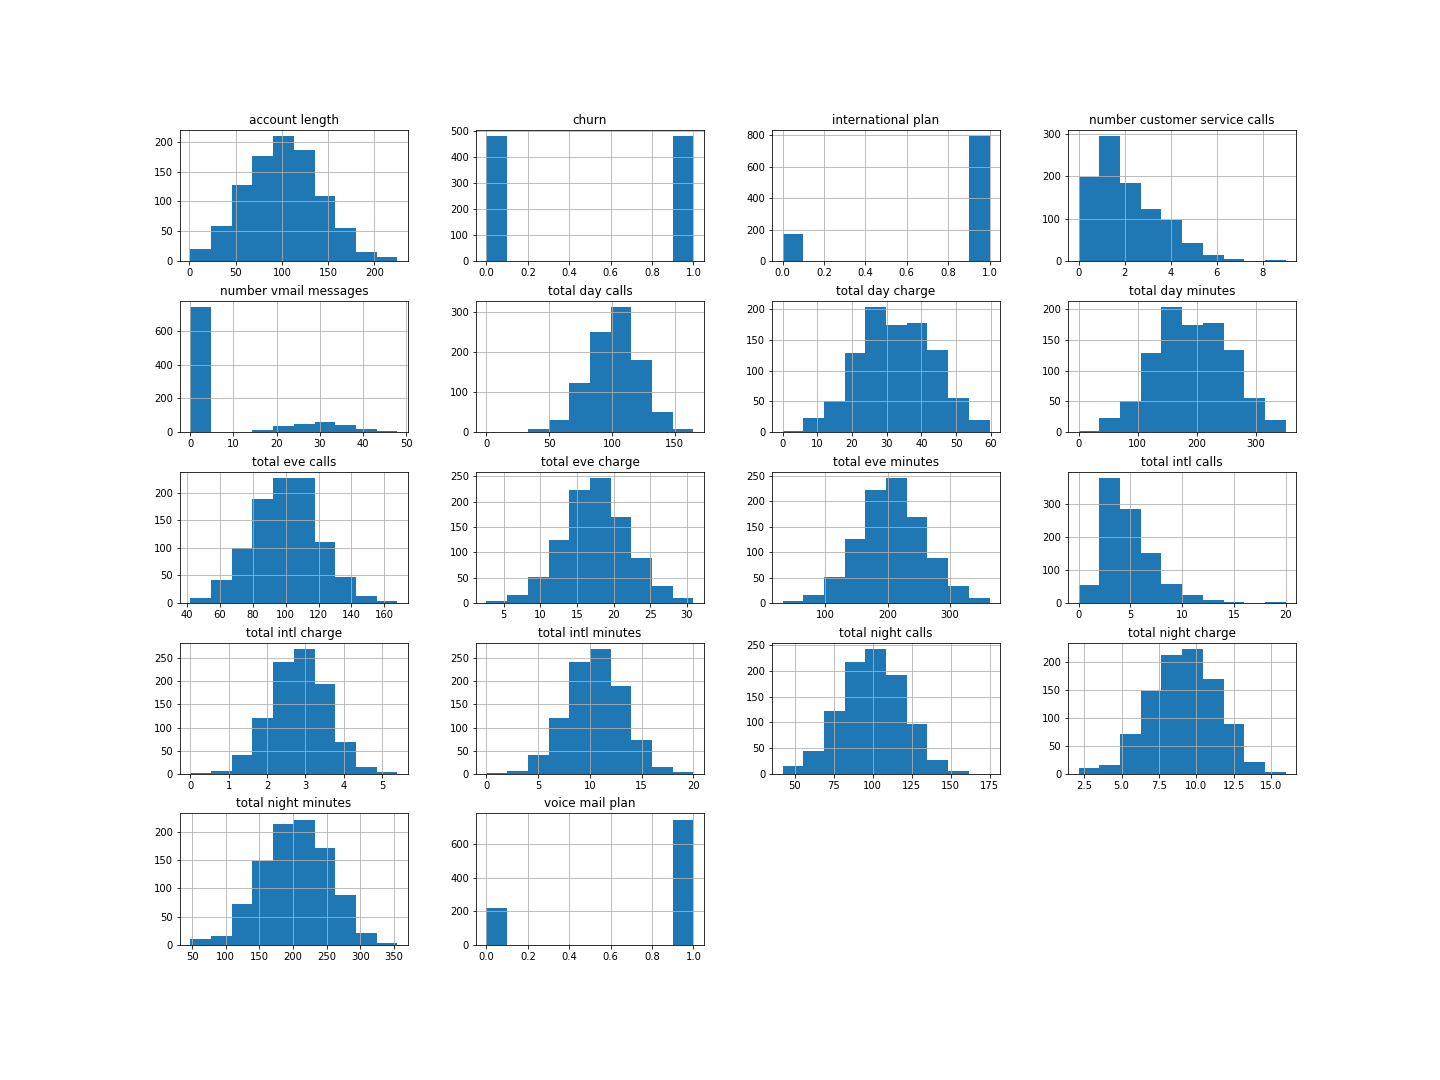 account length
churn
international plan
number customer service calls
200
150
100
50
0
0 50 100 150 200
500
400
300
200
100
0
0.0 0.2 0.4 0.6 0.8 1.0
800
600
400
200
0
0.0 0.2 0.4 0.6 0.8 1.0
300
200
100
0
0 2 4 6 8
number vmail messages
total day calls
total day charge
total day minutes
600
400
200
0
0 10 20 30 40 50
300
200
100
0
0 50 100 150
200
150
100
50
0
0 10 20 30 40 50 60
200
150
100
50
0
0 100 200 300
total eve calls
total eve charge
total eve minutes
total intl calls
200
150
100
50
0
40 60 80 100 120 140 160
250
200
150
100
50
0
5 10 15 20 25 30
250
200
150
100
50
0
100 200 300
300
200
100
0
0 5 10 15 20
total intl charge
total intl minutes
total night calls
total night charge
250
200
150
100
50
0
0 1 2 3 4 5
250
200
150
100
50
0
0 5 10 15 20
250
200
150
100
50
0
50 75 100 125 150 175
200
150
100
50
0
2.5 5.0 7.5 10.0 12.5 15.0
total night minutes
voice mail plan
200
150
100
50
0
50 100 150 200 250 300 350
600
400
200
0
0.0 0.2 0.4 0.6 0.8 1.0